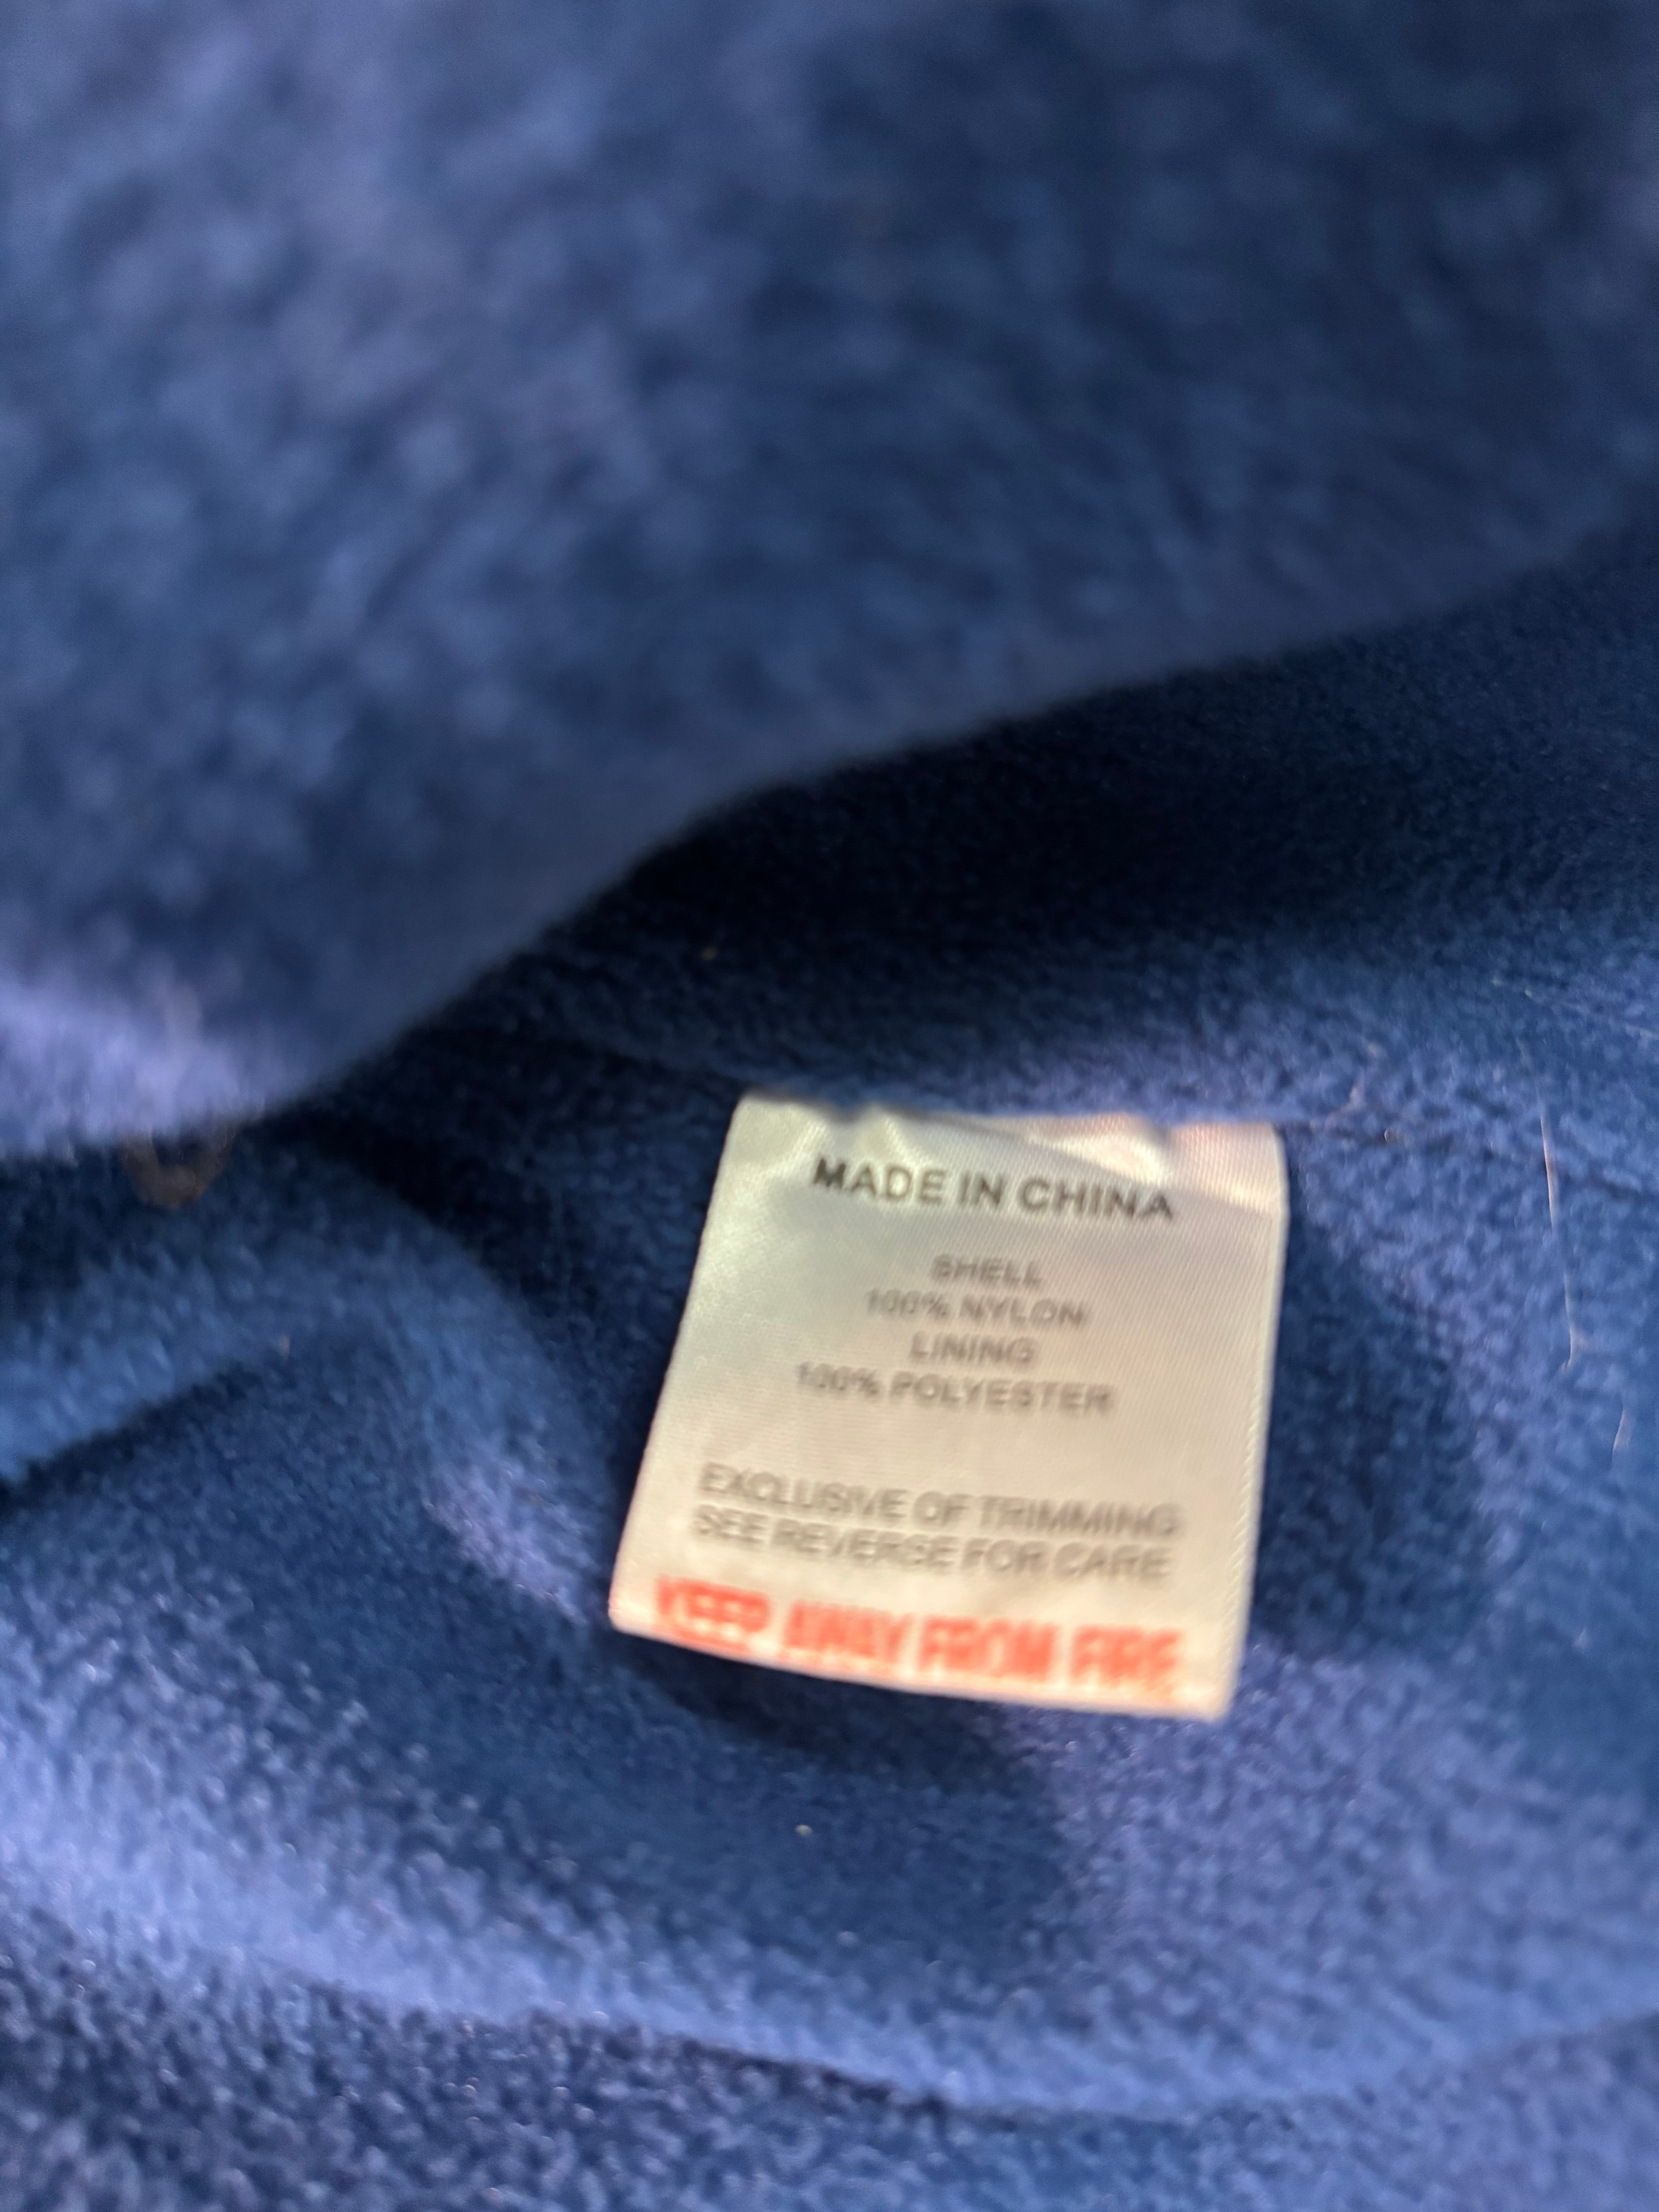 MADE IN CHINA
SHELL
100% NYLON
LINING
100% POLYESTER
EXCLUSIVE OF TRIMMING
SEE REVERSE FOR CARE
KEEP AWAY FROM FIRE